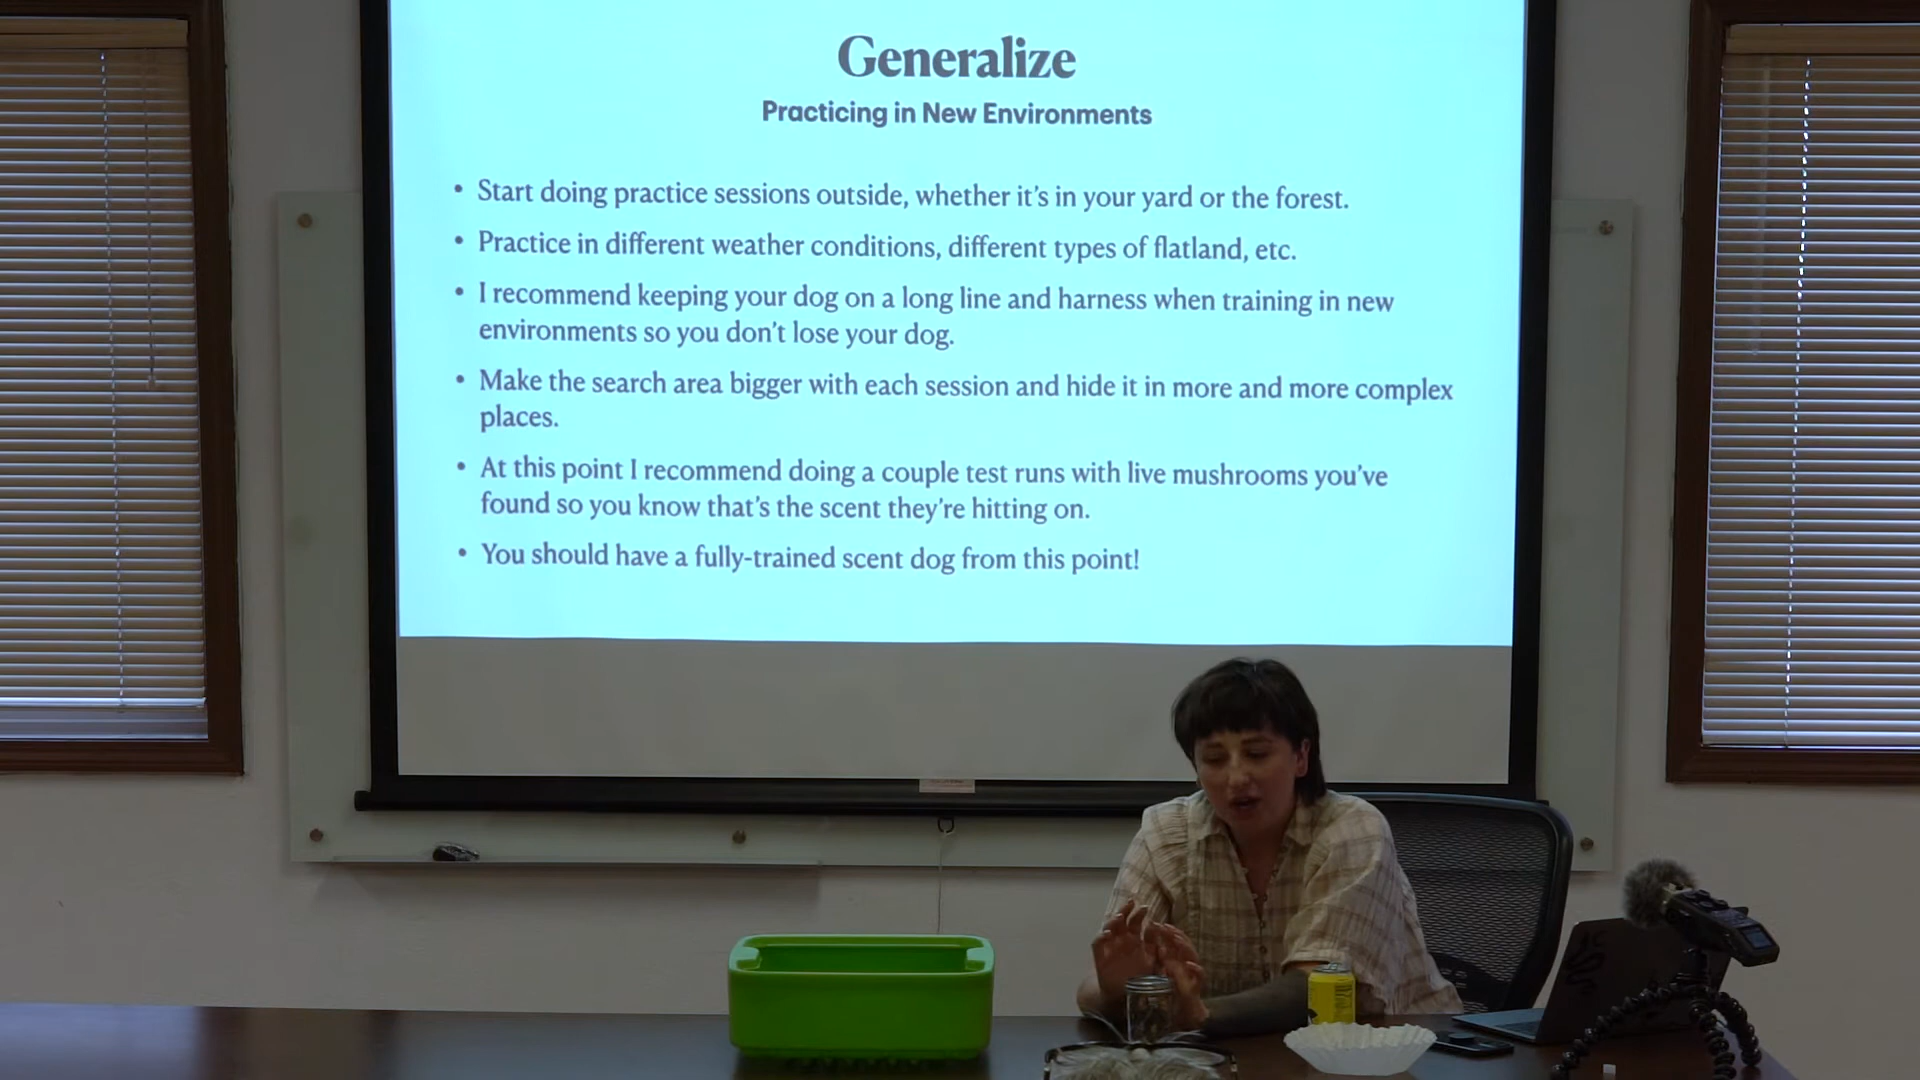 Generalize
Practicing in New Environments
• Start doing practice sessions outside, whether it's in your yard or the forest.
• Practice in different weather conditions, different types of flatland, etc.
• I recommend keeping your dog on a long line and harness when training in new
environments so you don't lose your dog.
• Make the search area bigger with each session and hide it in more and more complex
places.
• At this point I recommend doing a couple test runs with live mushrooms you've
found so you know that's the scent they're hitting on.
• You should have a fully-trained scent dog from this point!